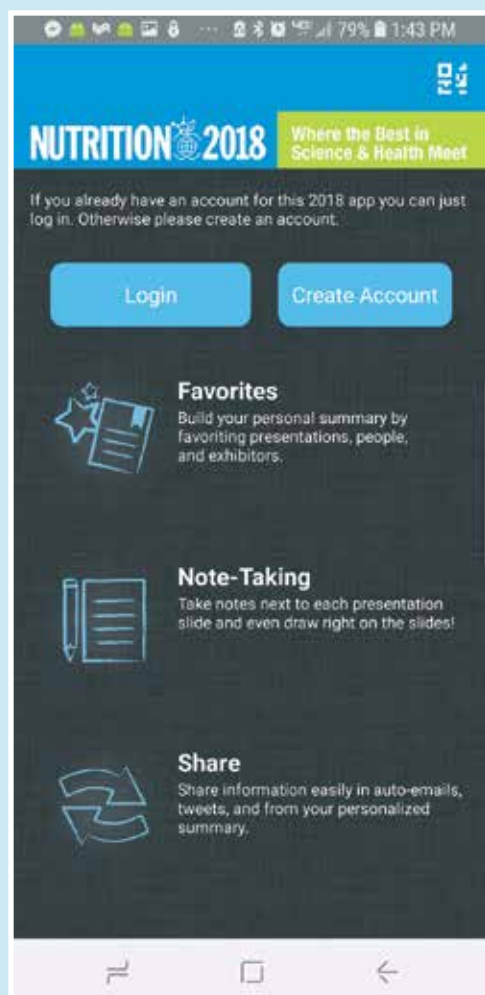 79% 1:43 PM
NUTRITION 2018
Where the Best in
Science & Health Meet
If you already have an account for this 2018 app you can just
log in. Otherwise please create an account.
Login
Create Account
Favorites
Build your personal summary by
favoriting presentations, people,
and exhibitors.
Note-Taking
Take notes next to each presentation
slide and even draw right on the slides!
Share
Share information easily in auto-emails,
tweets, and from your personalized
summary.